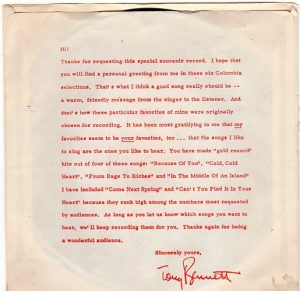 Hi!
Thanks for requesting this special souvenir record. I hope that
you will find a personal greeting from me in these six Columbia
selections. That's what I think a good song really should be --
a warm, friendly message from the singer to the listener. And
that's how these particular favorites of mine were originally
chosen for recording. It has been most gratifying to see that my
favorites seem to be your favorites, too ... that the songs I like
to sing are the ones you like to hear. You have made "gold record"
hits out of four of these songs: "Because Of You", "Cold, Cold
Heart", "From Rags To Riches" and "In The Middle Of An Island"
I have included "Come Next Spring" and "Can't You Find It In Your
Heart" because they rank high among the numbers most requested
by audiences. As long as you let us know which songs you want to
hear, we'll keep recording them for you. Thanks again for being
a wonderful audience.
Sincerely yours,
Tony Bennett